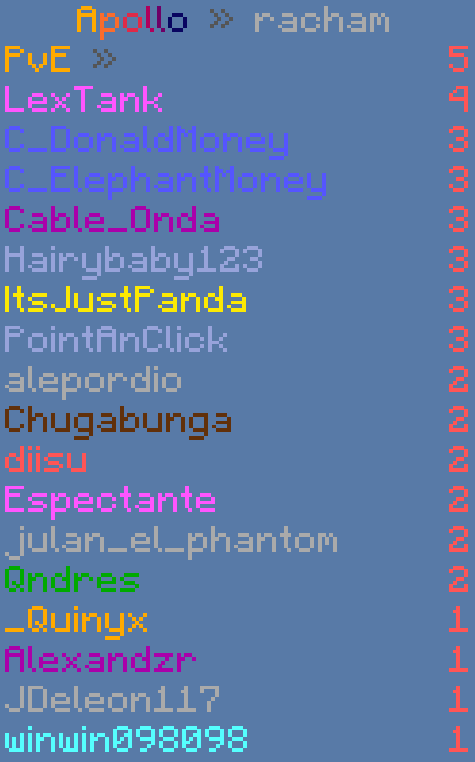 Apollo » racham
PvE » 5
LexTank 4
C_DonaldMoney 3
C_ElephantMoney 3
Cable_Onda 3
Hairybaby123 3
ItsJustPanda 3
PointAnClick 3
alepordio 2
Chugabunga 2
diisu 2
Espectante 2
julan_el_phantom 2
Qndres 2
_Quinyx 1
Alexandzr 1
JDeleon117 1
winwin098098 1